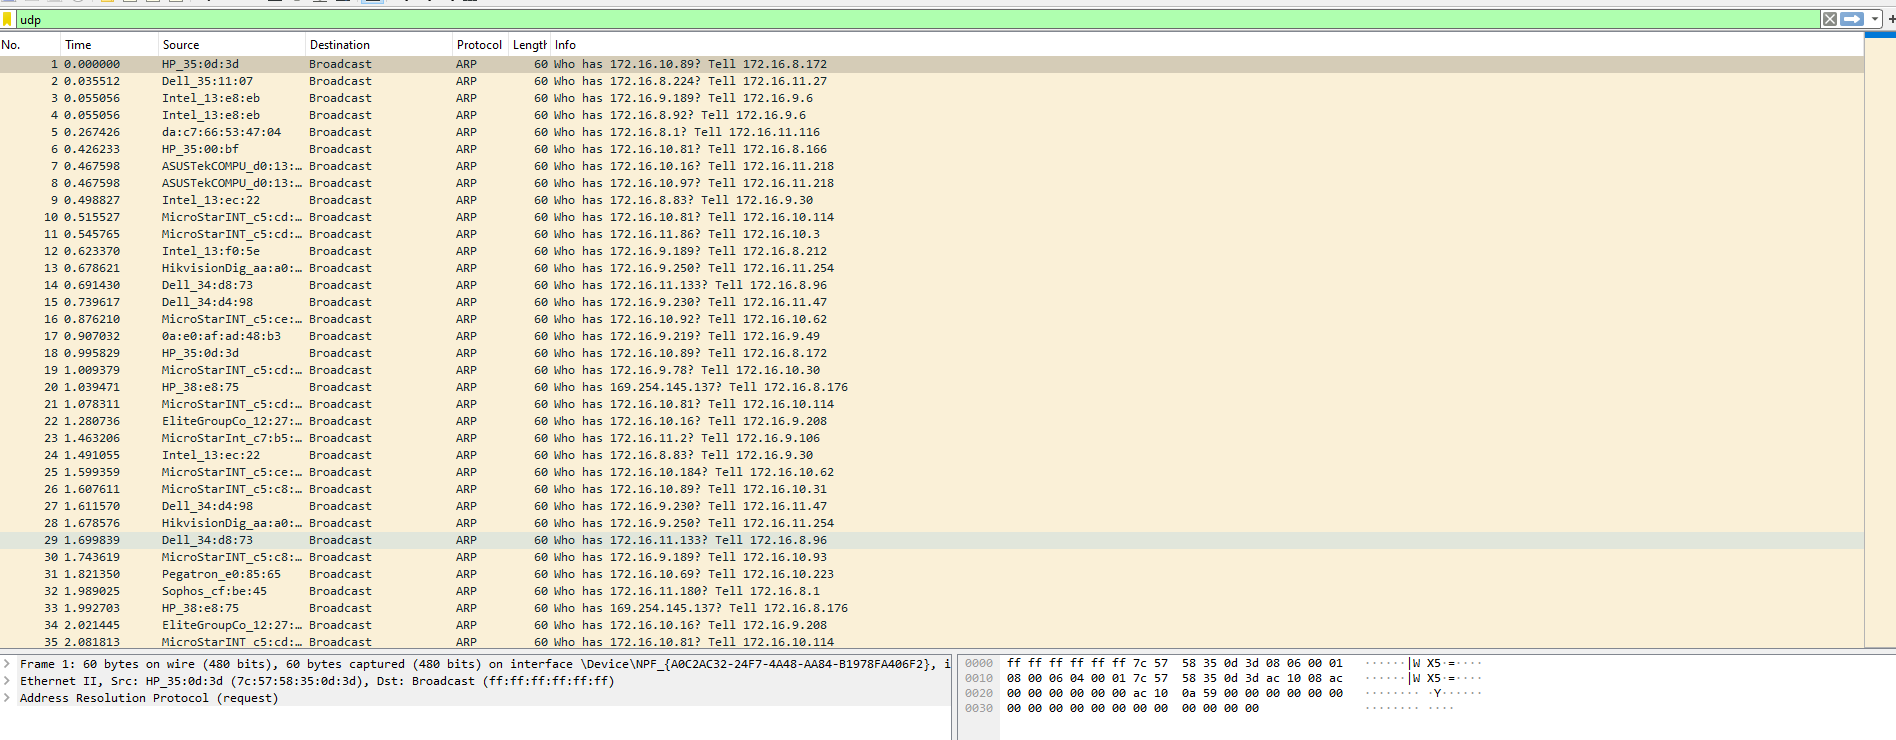 udp
No. Time Source Destination Protocol Length Info
1 0.000000 HP_35:0d:3d Broadcast ARP 60 Who has 172.16.10.89? Tell 172.16.8.172
2 0.035512 Dell_35:11:07 Broadcast ARP 60 Who has 172.16.8.224? Tell 172.16.11.27
3 0.055056 Intel_13:e8:eb Broadcast ARP 60 Who has 172.16.9.189? Tell 172.16.9.6
4 0.055056 Intel_13:e8:eb Broadcast ARP 60 Who has 172.16.8.92? Tell 172.16.9.6
5 0.267426 da:c7:66:53:47:04 Broadcast ARP 60 Who has 172.16.8.1? Tell 172.16.11.116
6 0.426233 HP_35:00:bf Broadcast ARP 60 Who has 172.16.10.81? Tell 172.16.8.166
7 0.467598 ASUSTekCOMPU_d0:13:… Broadcast ARP 60 Who has 172.16.10.16? Tell 172.16.11.218
8 0.467598 ASUSTekCOMPU_d0:13:… Broadcast ARP 60 Who has 172.16.10.97? Tell 172.16.11.218
9 0.498827 Intel_13:ec:22 Broadcast ARP 60 Who has 172.16.8.83? Tell 172.16.9.30
10 0.515527 MicroStarINT_c5:cd:… Broadcast ARP 60 Who has 172.16.10.81? Tell 172.16.10.114
11 0.545765 MicroStarINT_c5:cd:… Broadcast ARP 60 Who has 172.16.11.86? Tell 172.16.10.3
12 0.623370 Intel_13:f0:5e Broadcast ARP 60 Who has 172.16.9.189? Tell 172.16.8.212
13 0.678621 HikvisionDig_aa:a0:… Broadcast ARP 60 Who has 172.16.9.250? Tell 172.16.11.254
14 0.691430 Dell_34:d8:73 Broadcast ARP 60 Who has 172.16.11.133? Tell 172.16.8.96
15 0.739617 Dell_34:d4:98 Broadcast ARP 60 Who has 172.16.9.230? Tell 172.16.11.47
16 0.876210 MicroStarINT_c5:ce:… Broadcast ARP 60 Who has 172.16.10.92? Tell 172.16.10.62
17 0.907032 0a:e0:af:ad:48:b3 Broadcast ARP 60 Who has 172.16.9.219? Tell 172.16.9.49
18 0.995829 HP_35:0d:3d Broadcast ARP 60 Who has 172.16.10.89? Tell 172.16.8.172
19 1.009379 MicroStarINT_c5:cd:… Broadcast ARP 60 Who has 172.16.9.78? Tell 172.16.10.30
20 1.039471 HP_38:e8:75 Broadcast ARP 60 Who has 169.254.145.137? Tell 172.16.8.176
21 1.078311 MicroStarINT_c5:cd:… Broadcast ARP 60 Who has 172.16.10.81? Tell 172.16.10.114
22 1.280736 EliteGroupCo_12:27:… Broadcast ARP 60 Who has 172.16.10.16? Tell 172.16.9.208
23 1.463206 MicroStarInt_c7:b5:… Broadcast ARP 60 Who has 172.16.11.2? Tell 172.16.9.106
24 1.491055 Intel_13:ec:22 Broadcast ARP 60 Who has 172.16.8.83? Tell 172.16.9.30
25 1.599359 MicroStarINT_c5:ce:… Broadcast ARP 60 Who has 172.16.10.184? Tell 172.16.10.62
26 1.607611 MicroStarINT_c5:c8:… Broadcast ARP 60 Who has 172.16.10.89? Tell 172.16.10.31
27 1.611570 Dell_34:d4:98 Broadcast ARP 60 Who has 172.16.9.230? Tell 172.16.11.47
28 1.678576 HikvisionDig_aa:a0:… Broadcast ARP 60 Who has 172.16.9.250? Tell 172.16.11.254
29 1.699839 Dell_34:d8:73 Broadcast ARP 60 Who has 172.16.11.133? Tell 172.16.8.96
30 1.743619 MicroStarINT_c5:c8:… Broadcast ARP 60 Who has 172.16.9.189? Tell 172.16.10.93
31 1.821350 Pegatron_e0:85:65 Broadcast ARP 60 Who has 172.16.10.69? Tell 172.16.10.223
32 1.989025 Sophos_cf:be:45 Broadcast ARP 60 Who has 172.16.11.180? Tell 172.16.8.1
33 1.992703 HP_38:e8:75 Broadcast ARP 60 Who has 169.254.145.137? Tell 172.16.8.176
34 2.021445 EliteGroupCo_12:27:… Broadcast ARP 60 Who has 172.16.10.16? Tell 172.16.9.208
35 2.081813 MicroStarINT_c5:cd:… Broadcast ARP 60 Who has 172.16.10.81? Tell 172.16.10.114
Frame 1: 60 bytes on wire (480 bits), 60 bytes captured (480 bits) on interface \Device\NPF_{A0C2AC32-24F7-4A48-AA84-B1978FA406F2}, i
Ethernet II, Src: HP_35:0d:3d (7c:57:58:35:0d:3d), Dst: Broadcast (ff:ff:ff:ff:ff:ff)
Address Resolution Protocol (request)
0000 ff ff ff ff ff ff 7c 57 58 35 0d 3d 08 06 00 01 ······|W X5·=····
0010 08 00 06 04 00 01 7c 57 58 35 0d 3d ac 10 08 ac ······|W X5·=····
0020 00 00 00 00 00 00 ac 10 0a 59 00 00 00 00 00 00 ········ ·Y······
0030 00 00 00 00 00 00 00 00 00 00 00 00 ········ ····